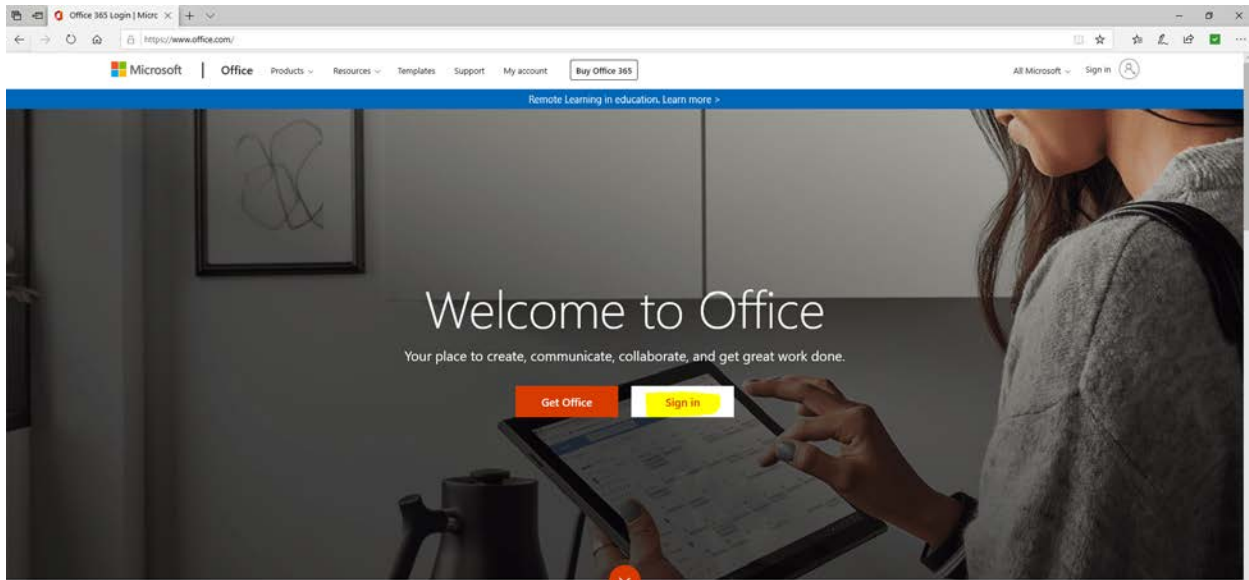 Office 365 Login | Micrc
https://www.office.com/
Microsoft | Office Products Resources Templates Support My account Buy Office 365 All Microsoft Sign in
Remote Learning in education. Learn more >
Welcome to Office
Your place to create, communicate, collaborate, and get great work done.
Get Office Sign in